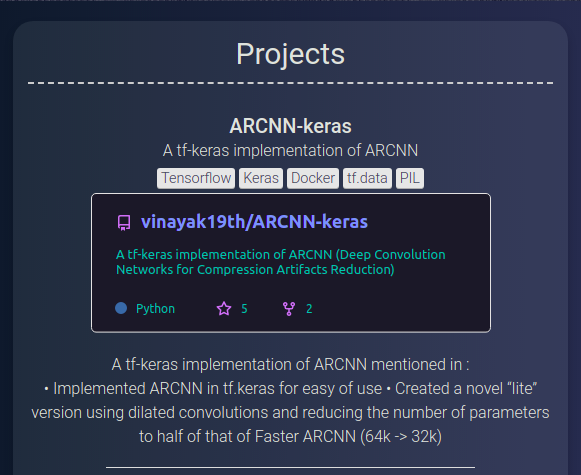 Projects
ARCNN-keras
A tf-keras implementation of ARCNN
Tensorflow Keras Docker tf.data PIL
vinayak19th/ARCNN-keras
A tf-keras implementation of ARCNN (Deep Convolution
Networks for Compression Artifacts Reduction)
Python 5 2
A tf-keras implementation of ARCNN mentioned in :
• Implemented ARCNN in tf.keras for easy of use • Created a novel “lite”
version using dilated convolutions and reducing the number of parameters
to half of that of Faster ARCNN (64k -> 32k)